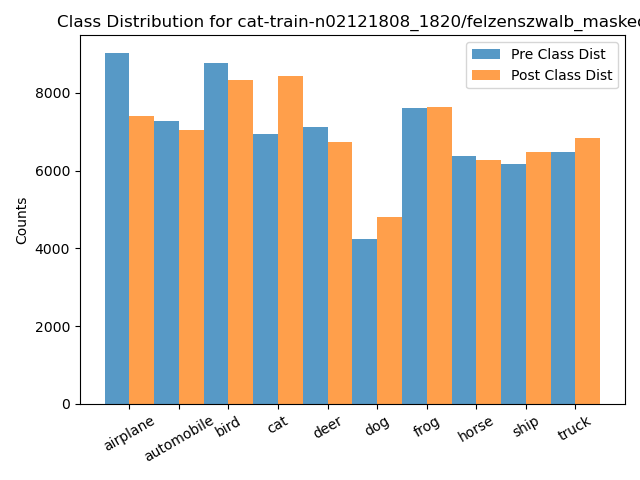 Class Distribution for cat-train-n02121808_1820/felzenszwalb_masked
Pre Class Dist
Post Class Dist
Counts
8000
6000
4000
2000
0
airplane
automobile
bird
cat
deer
dog
frog
horse
ship
truck